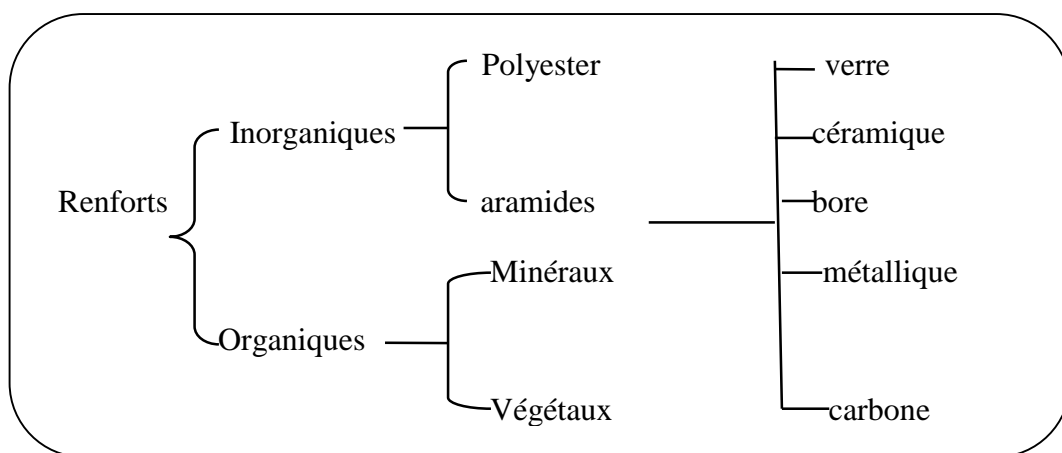 Renforts
Inorganiques
Organiques
Polyester
aramides
Minéraux
Végétaux
verre
céramique
bore
métallique
carbone